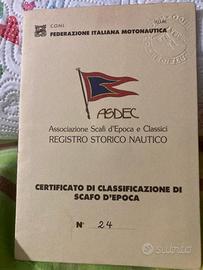 C.O.N.I.
U.I.M.
FEDERAZIONE ITALIANA MOTONAUTICA
ASDEC
Associazione Scafi d'Epoca e Classici
REGISTRO STORICO NAUTICO
CERTIFICATO DI CLASSIFICAZIONE DI
SCAFO D'EPOCA
N° 24
subito